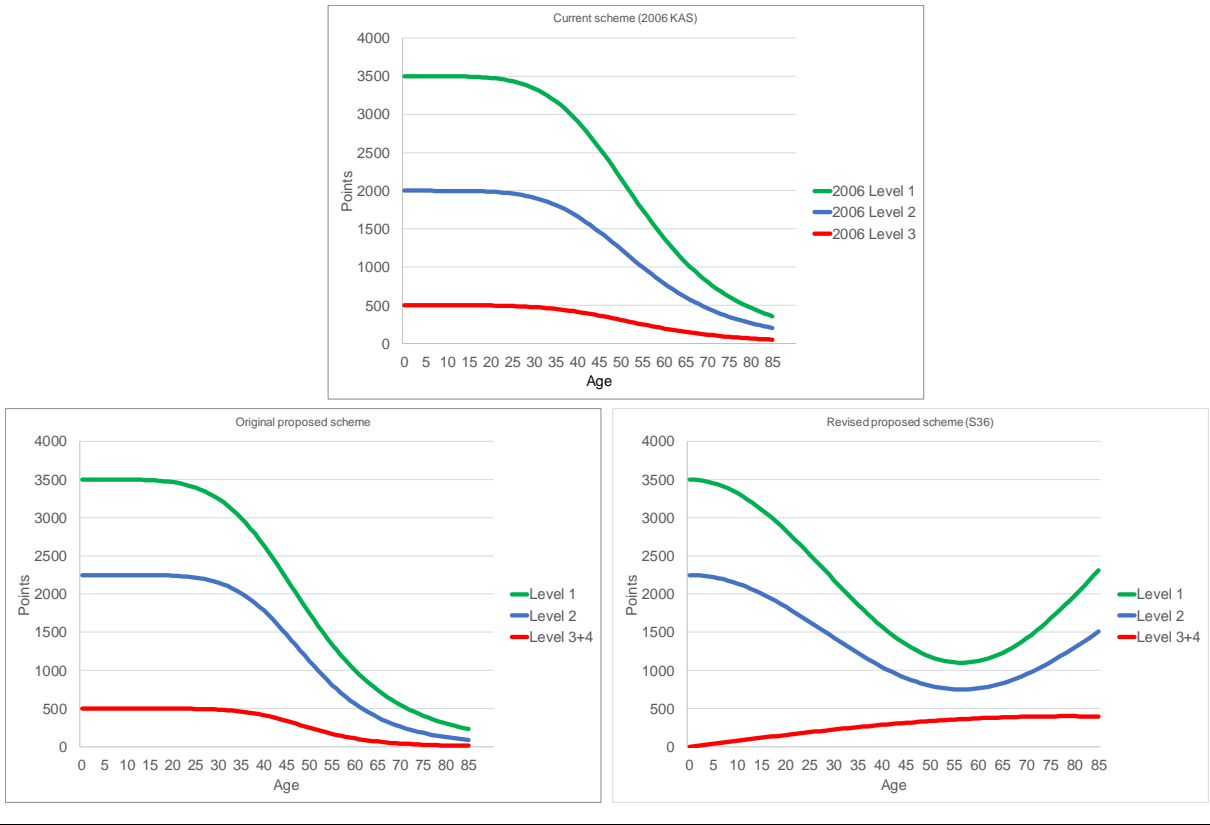 Current scheme (2006 KAS)
4000
3500
3000
2500
2000
1500
1000
500
0
Points
0 5 10 15 20 25 30 35 40 45 50 55 60 65 70 75 80 85
Age
2006 Level 1
2006 Level 2
2006 Level 3
Original proposed scheme
4000
3500
3000
2500
2000
1500
1000
500
0
Points
0 5 10 15 20 25 30 35 40 45 50 55 60 65 70 75 80 85
Age
Level 1
Level 2
Level 3+4
Revised proposed scheme (S36)
4000
3500
3000
2500
2000
1500
1000
500
0
Points
0 5 10 15 20 25 30 35 40 45 50 55 60 65 70 75 80 85
Age
Level 1
Level 2
Level 3+4